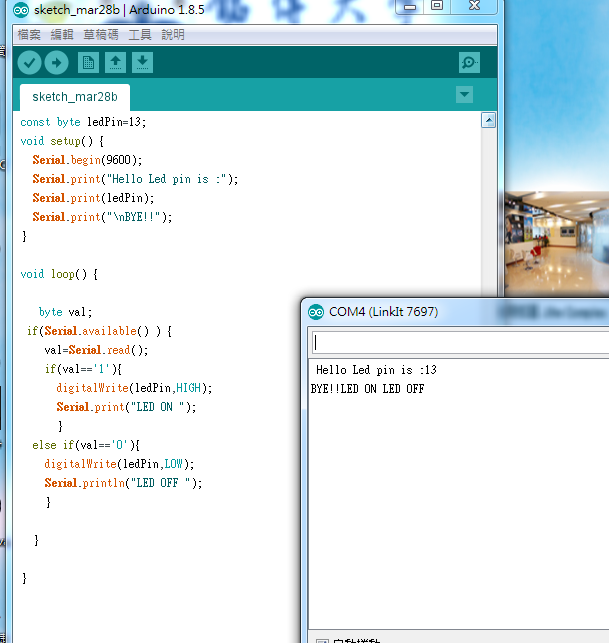 sketch_mar28b | Arduino 1.8.5
檔案 編輯 草稿碼 工具 說明
sketch_mar28b
const byte ledPin=13;
void setup() {
Serial.begin(9600);
Serial.print("Hello Led pin is :");
Serial.print(ledPin);
Serial.print("\nBYE!!");
}
void loop() {
byte val;
if(Serial.available() ) {
val=Serial.read();
if(val=='1'){
digitalWrite(ledPin,HIGH);
Serial.print("LED ON ");
}
else if(val=='0'){
digitalWrite(ledPin,LOW);
Serial.println("LED OFF ");
}
}
}
COM4 (LinkIt 7697)
Hello Led pin is :13
BYE!!LED ON LED OFF